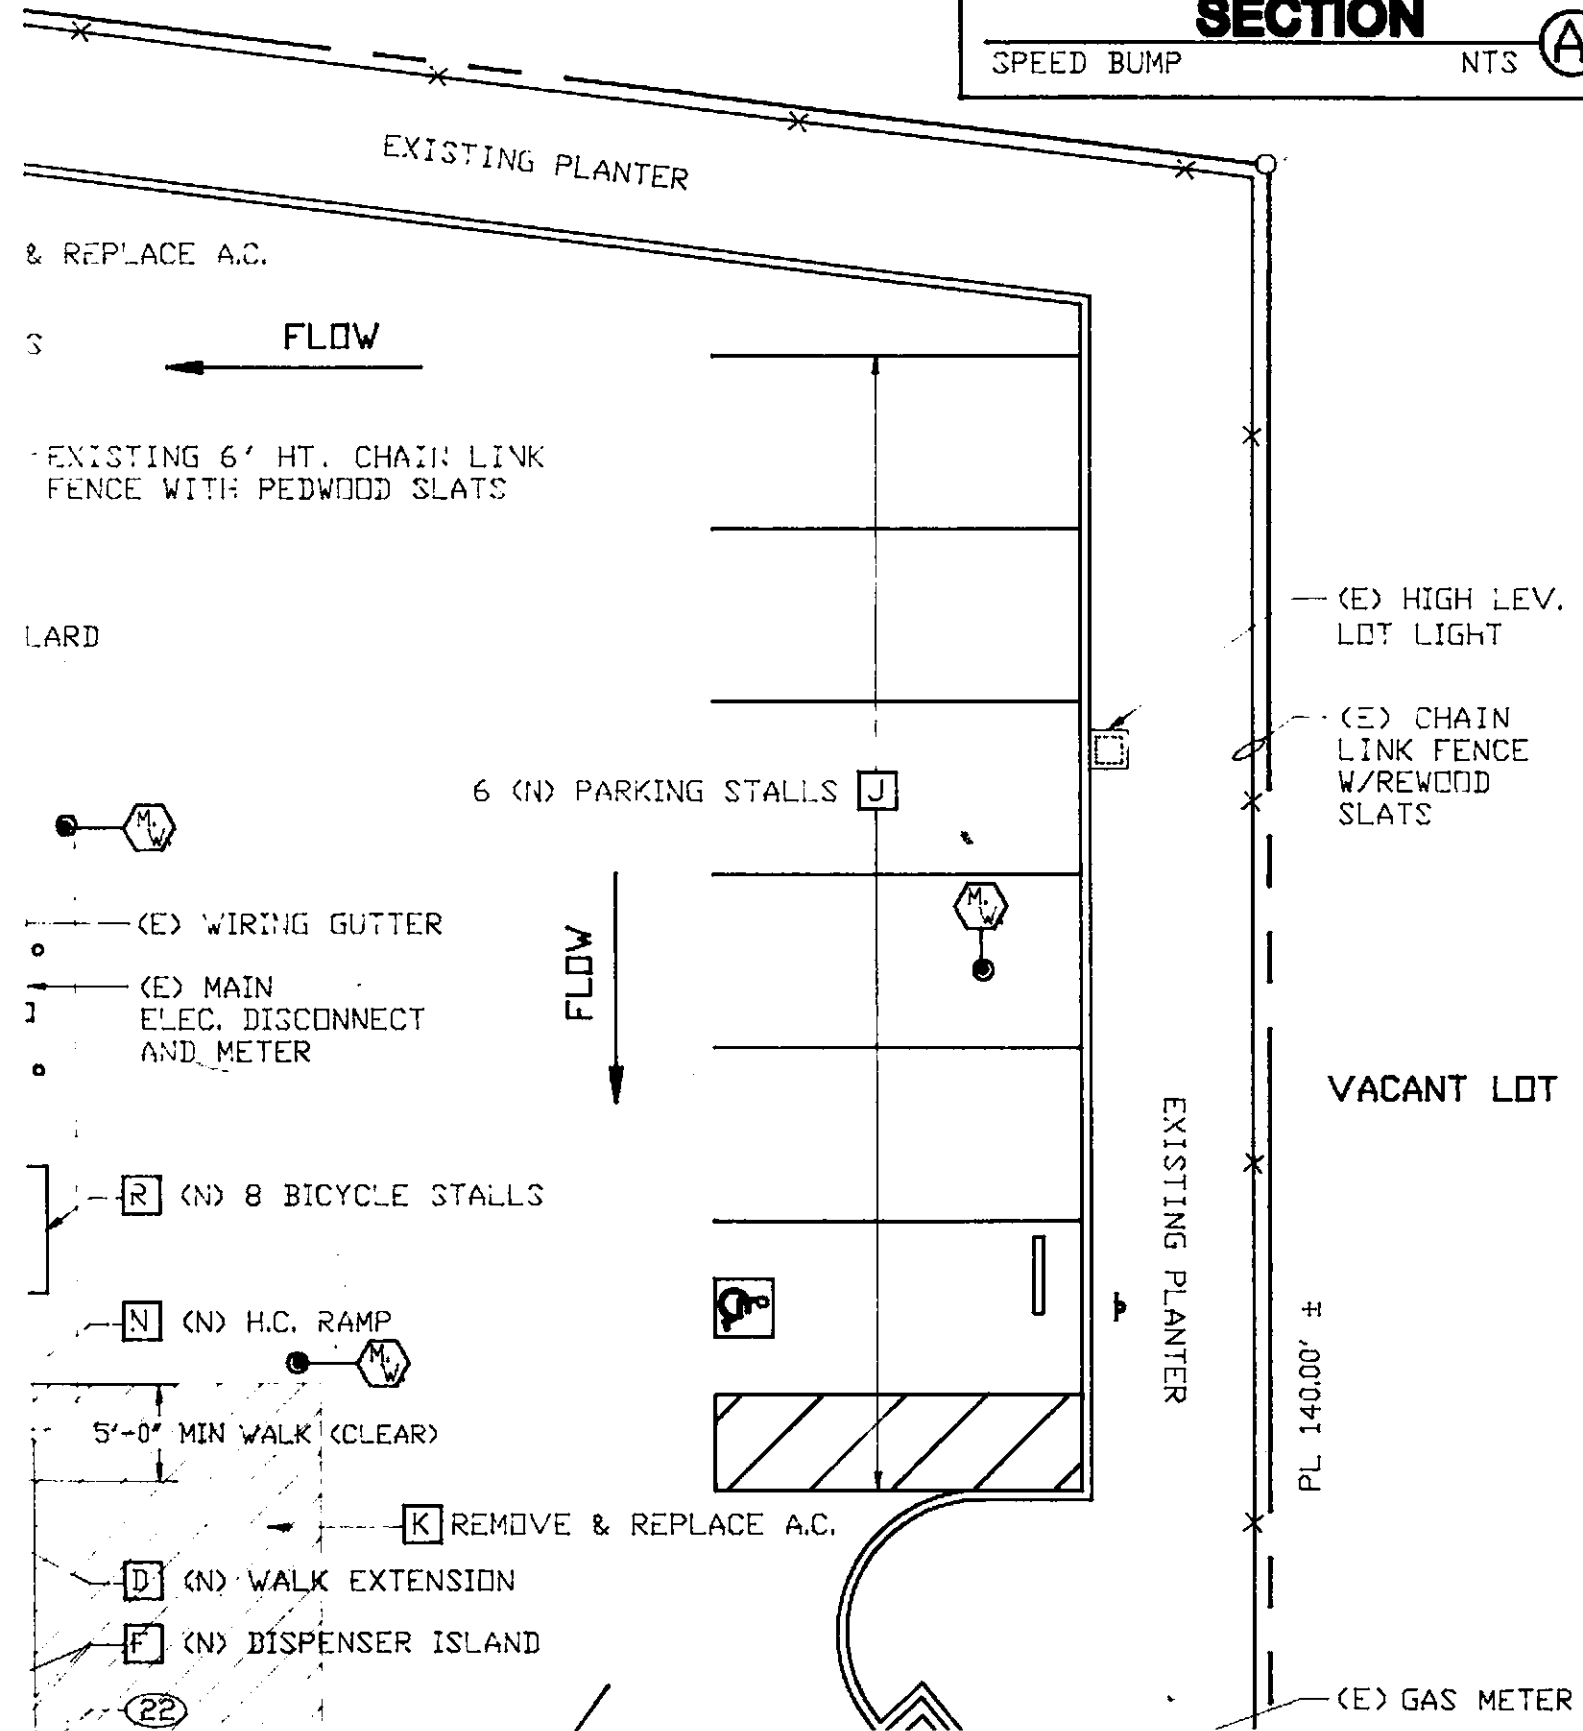 SECTION
SPEED BUMP NTS A
EXISTING PLANTER
& REPLACE A.C.
S
FLOW
EXISTING 6' HT. CHAIN LINK
FENCE WITH PEDWOOD SLATS
LARD
(E) HIGH LEV.
LOT LIGHT
(E) CHAIN
LINK FENCE
W/REWOOD
SLATS
6 (N) PARKING STALLS J
M.W.
(E) WIRING GUTTER
M.W.
FLOW
(E) MAIN
ELEC. DISCONNECT
AND METER
VACANT LOT
EXISTING PLANTER
R (N) 8 BICYCLE STALLS
N (N) H.C. RAMP
M.W.
PL 140.00' ±
5'-0" MIN WALK (CLEAR)
K REMOVE & REPLACE A.C.
D (N) WALK EXTENSION
F (N) DISPENSER ISLAND
22
(E) GAS METER